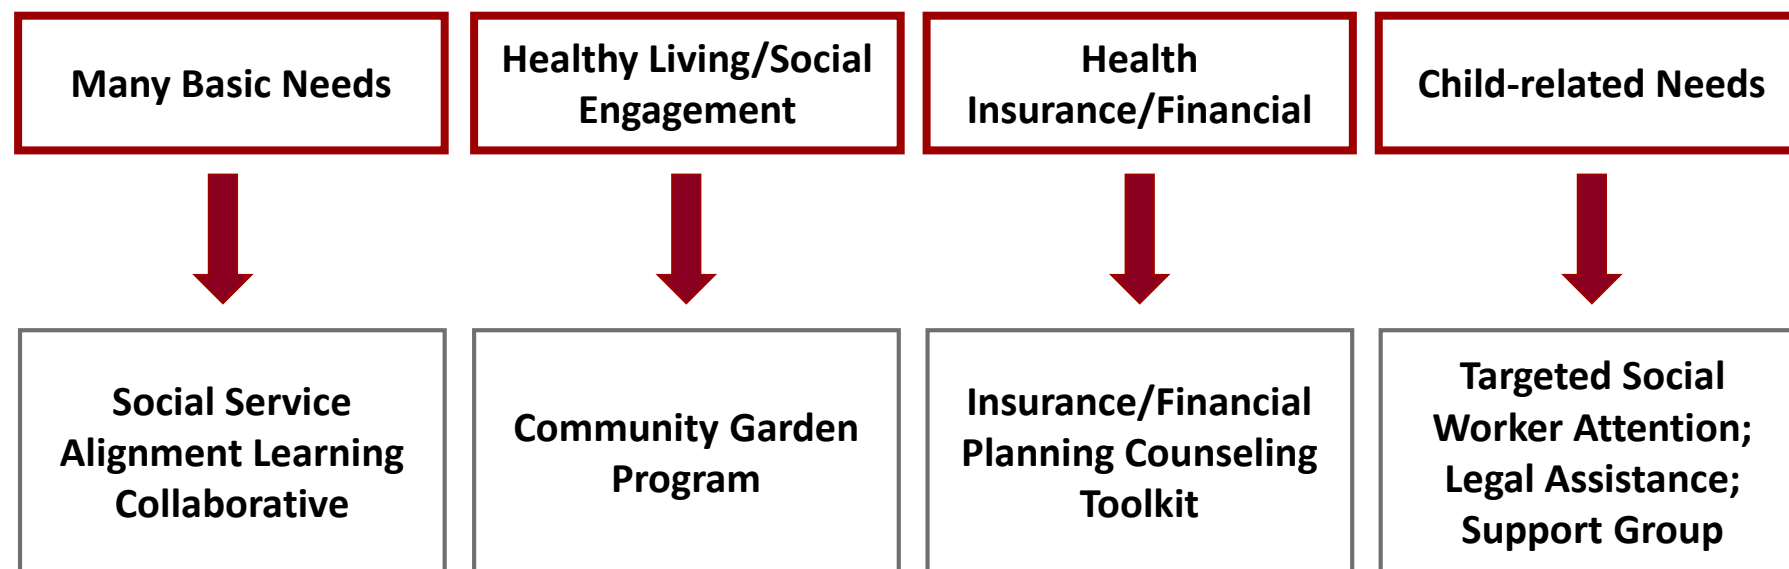 Many Basic Needs
Healthy Living/Social
Engagement
Health
Insurance/Financial
Child-related Needs
Social Service
Alignment Learning
Collaborative
Community Garden
Program
Insurance/Financial
Planning Counseling
Toolkit
Targeted Social
Worker Attention;
Legal Assistance;
Support Group